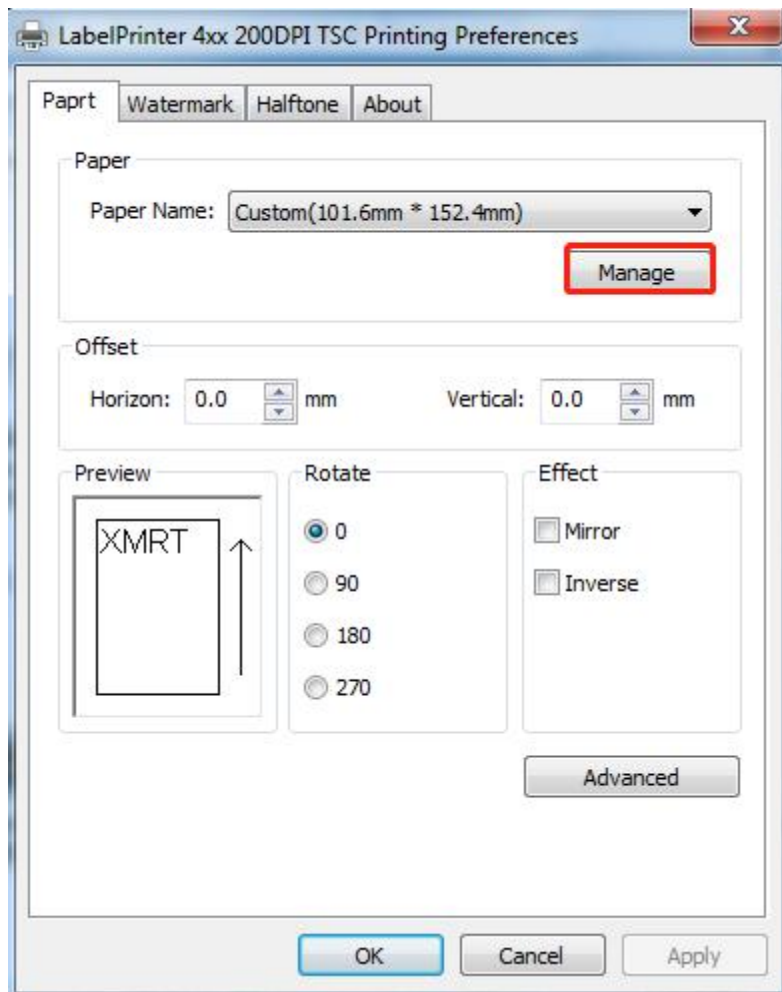 LabelPrinter 4xx 200DPI TSC Printing Preferences
Paprt Watermark Halftone About
Paper
Paper Name: Custom(101.6mm * 152.4mm)
Manage
Offset
Horizon: 0.0 mm Vertical: 0.0 mm
Preview Rotate Effect
XMRT
0 Mirror
90 Inverse
180
270
Advanced
OK Cancel Apply